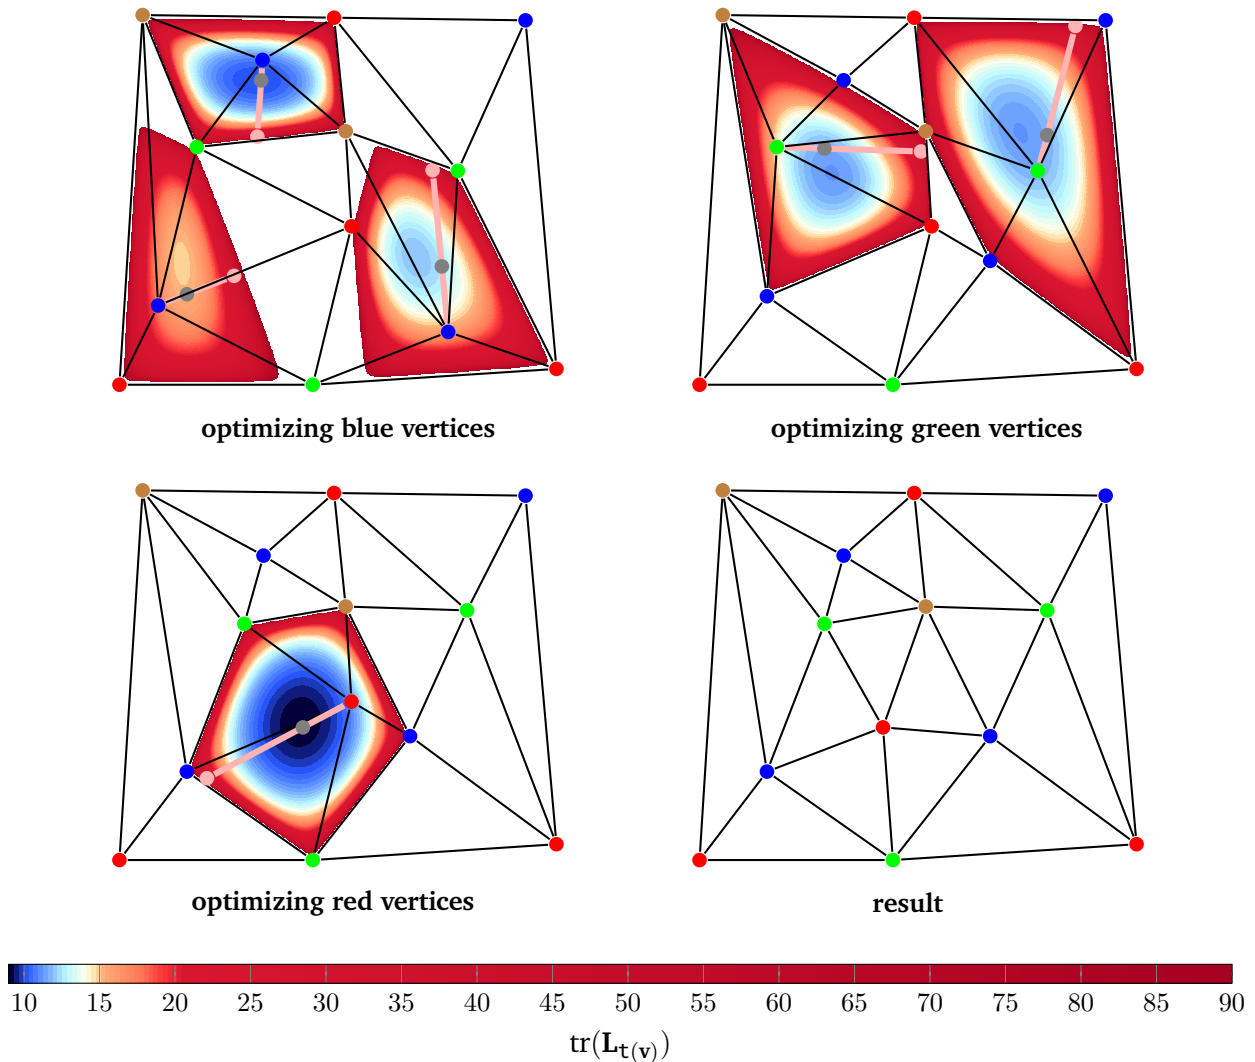 optimizing blue vertices
optimizing green vertices
optimizing red vertices
result
10 15 20 25 30 35 40 45 50 55 60 65 70 75 80 85 90
tr(L_t(v))